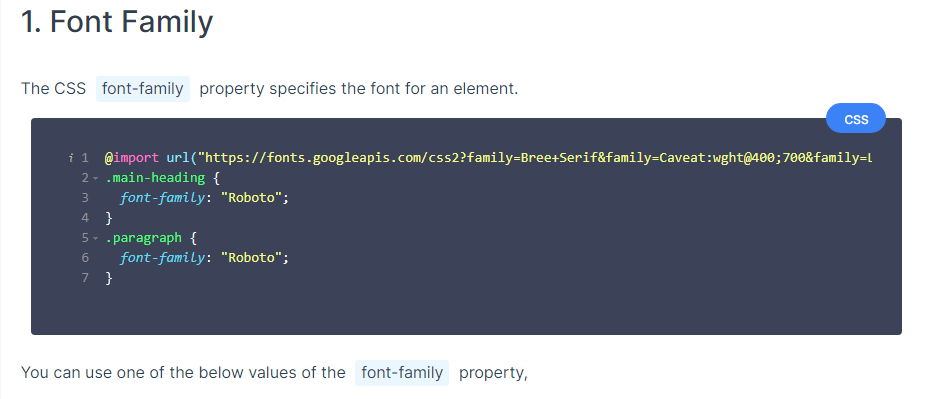 1. Font Family
The CSS font-family property specifies the font for an element.
CSS
i 1 @import url("https://fonts.googleapis.com/css2?family=Bree+Serif&family=Caveat:wght@400;700&family=L
2 .main-heading {
3 font-family: "Roboto";
4 }
5 .paragraph {
6 font-family: "Roboto";
7 }
You can use one of the below values of the font-family property,